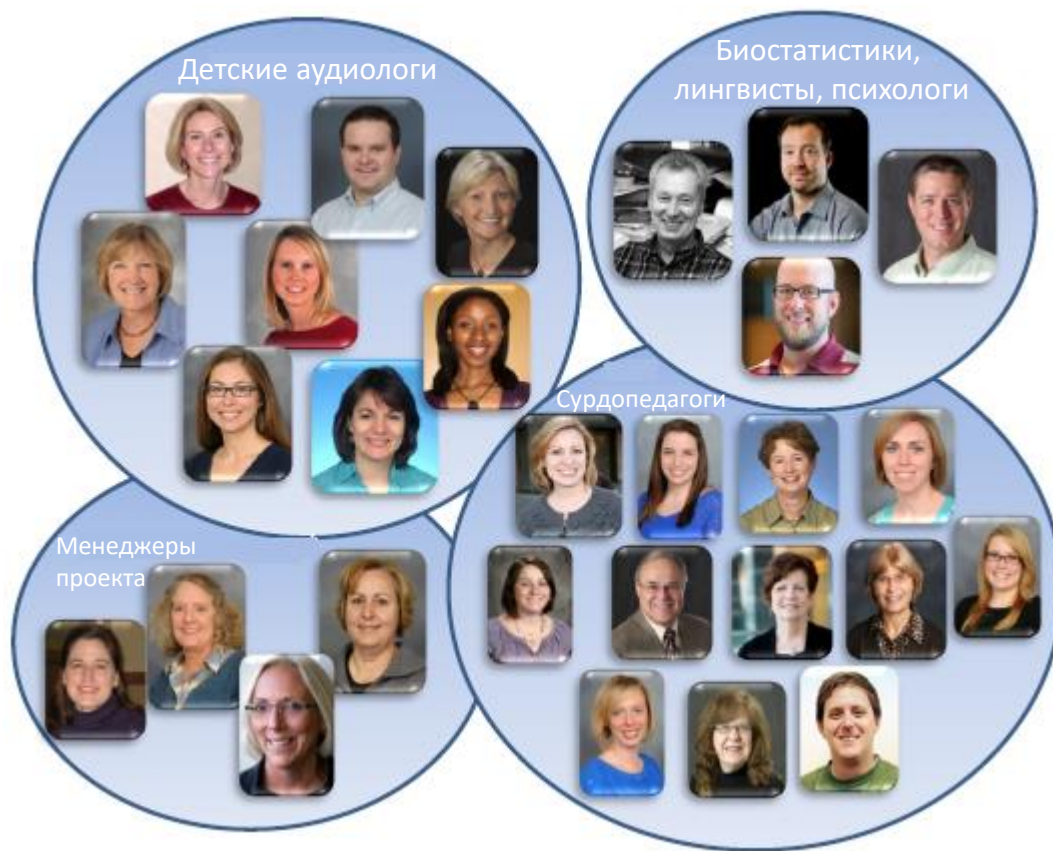 Детские аудиологи
Биостатистики,
лингвисты, психологи
Сурдопедагоги
Менеджеры
проекта